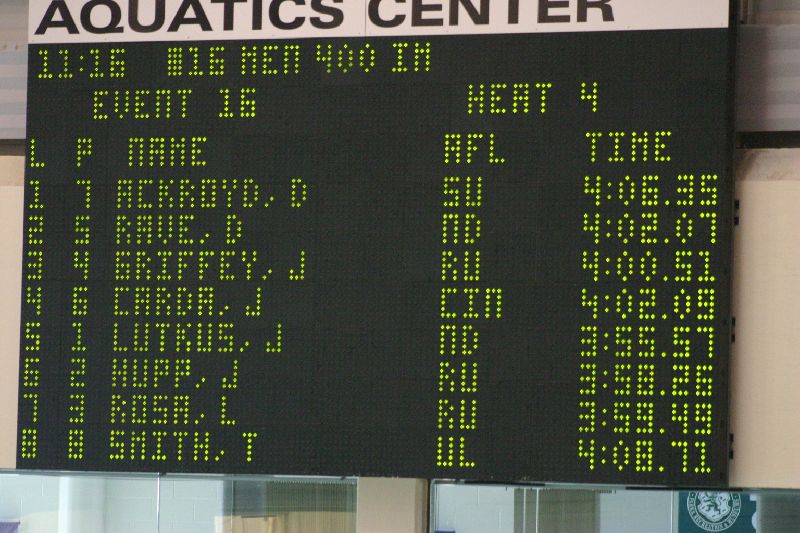 AQUATICS CENTER
11:16 #16 MEN 400 IM
EVENT 16 HEAT 4
L P NAME AFL TIME
1 7 ACKROYD, D SU 4:06.35
2 5 RAVE, D ND 4:02.07
3 4 GRIFFEY, J RU 4:00.51
4 6 CARDA, J CIN 4:02.09
5 1 LUTKUS, J ND 3:55.57
6 2 HUPP, J RU 3:58.26
7 3 ROSA, L RU 3:59.49
8 8 SMITH, T UL 4:08.71